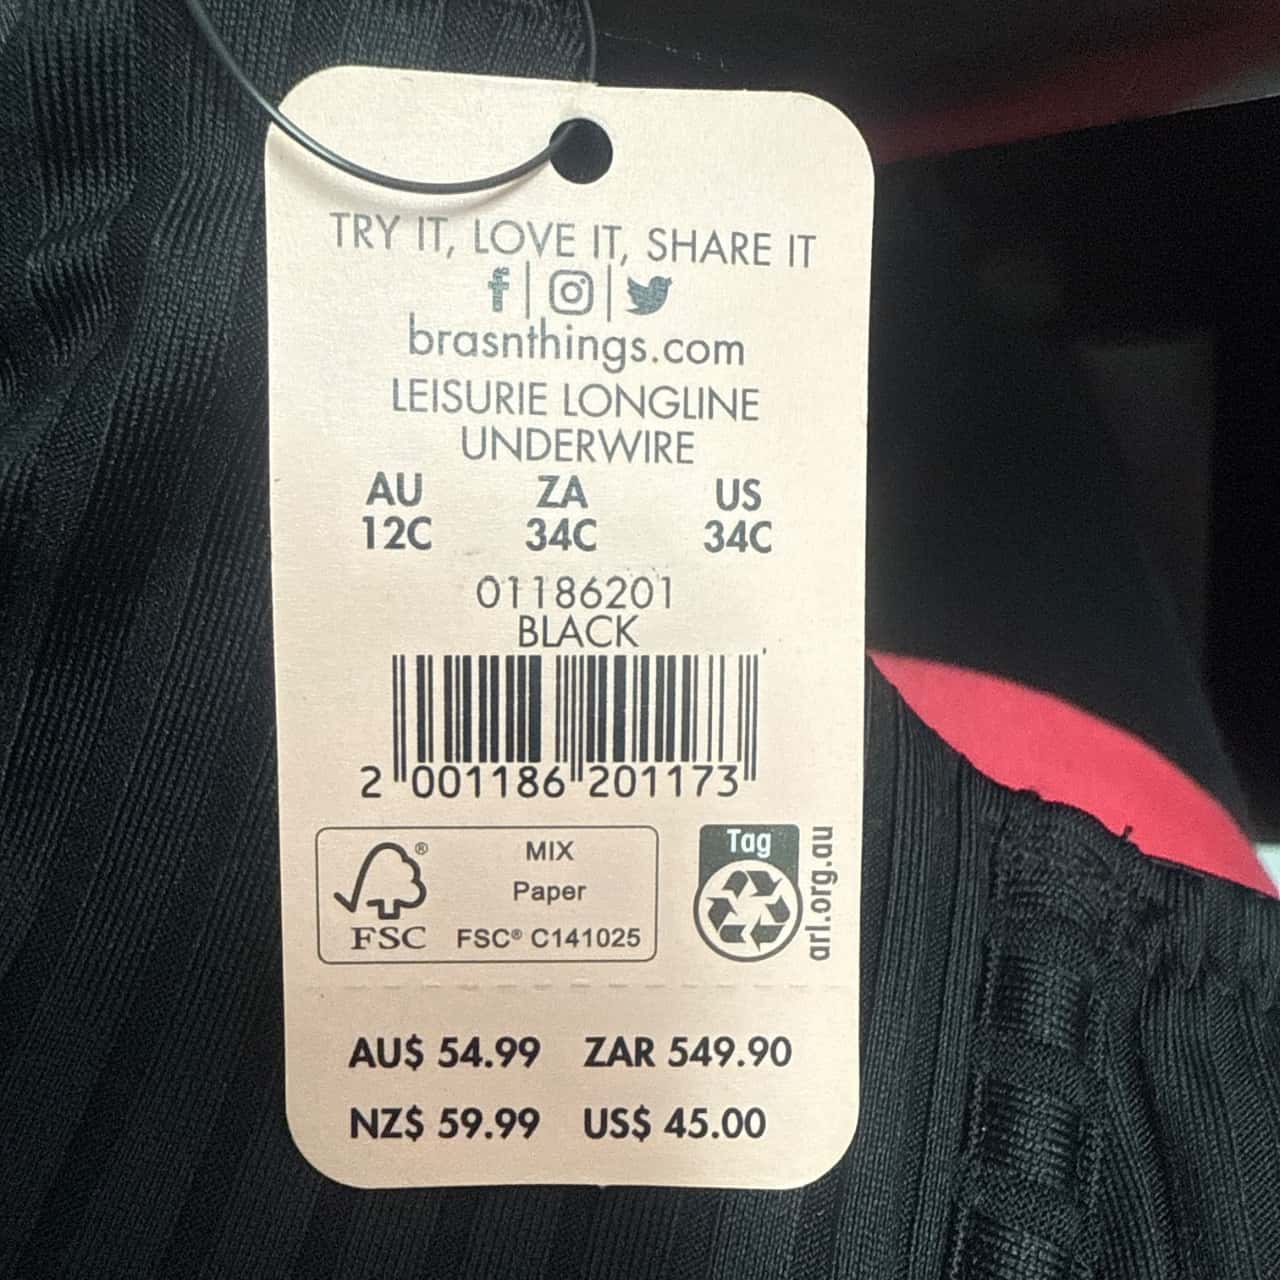 TRY IT, LOVE IT, SHARE IT
f
brasnthings.com
LEISURIE LONGLINE
UNDERWIRE
AU ZA US
12C 34C 34C
01186201
BLACK
2 001186 201173
MIX
Paper
FSC® C141025
® FSC
Tag
arl.org.au
AU$ 54.99 ZAR 549.90
NZ$ 59.99 US$ 45.00